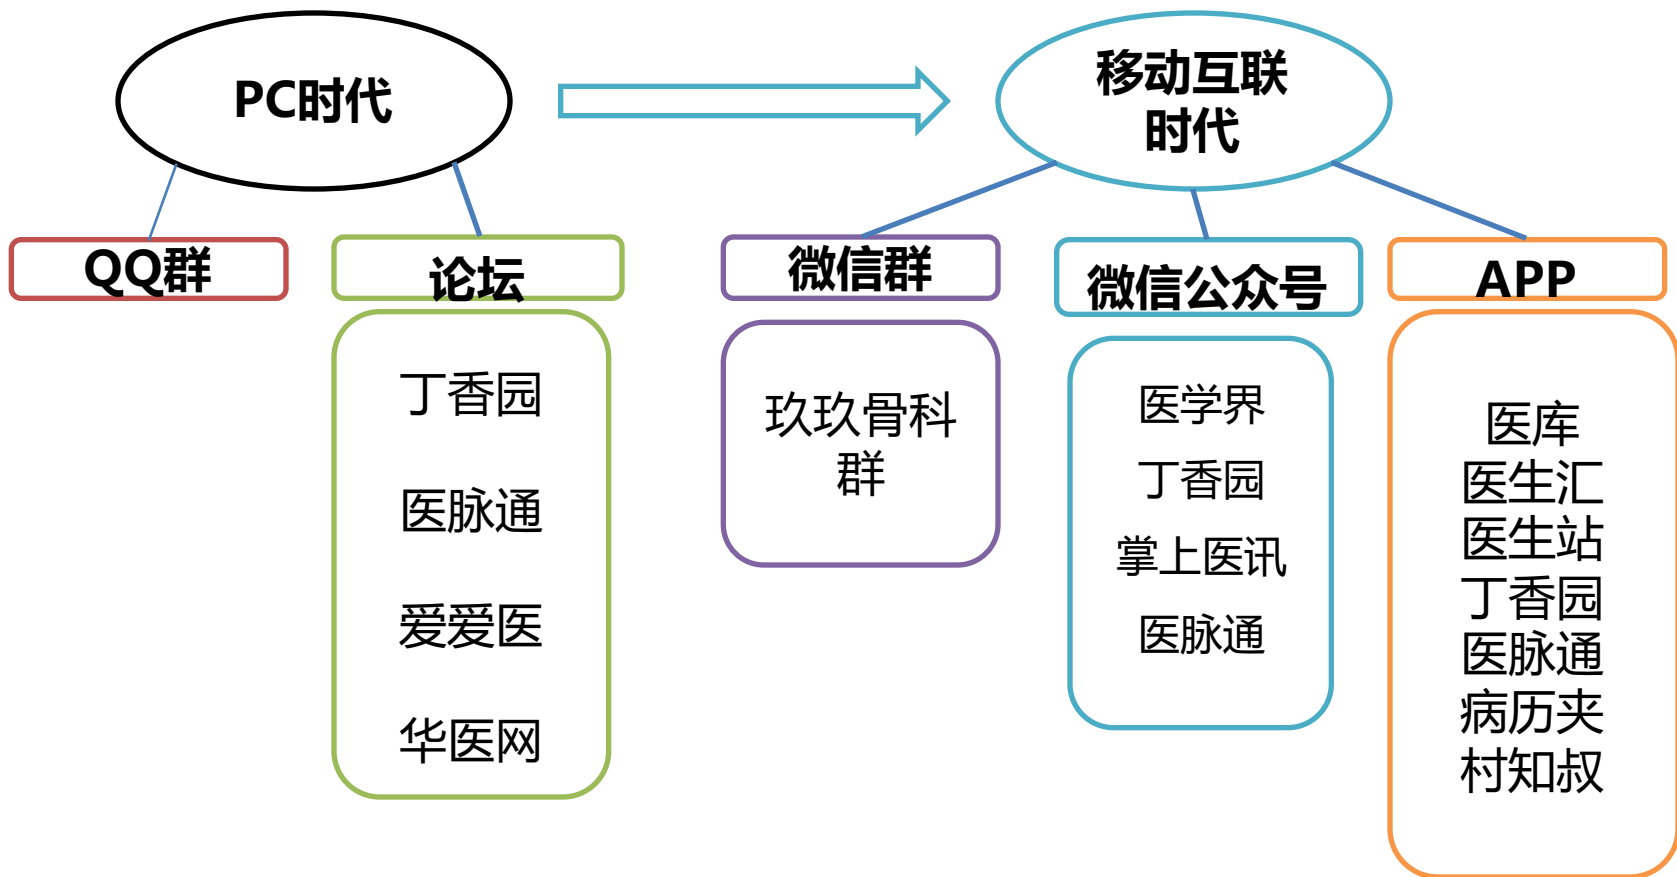 PC时代
移动互联
时代
QQ群
论坛
微信群
微信公众号
APP
丁香园
医脉通
爱爱医
华医网
玖玖骨科
群
医学界
丁香园
掌上医讯
医脉通
医库
医生汇
医生站
丁香园
医脉通
病历夹
村知叔